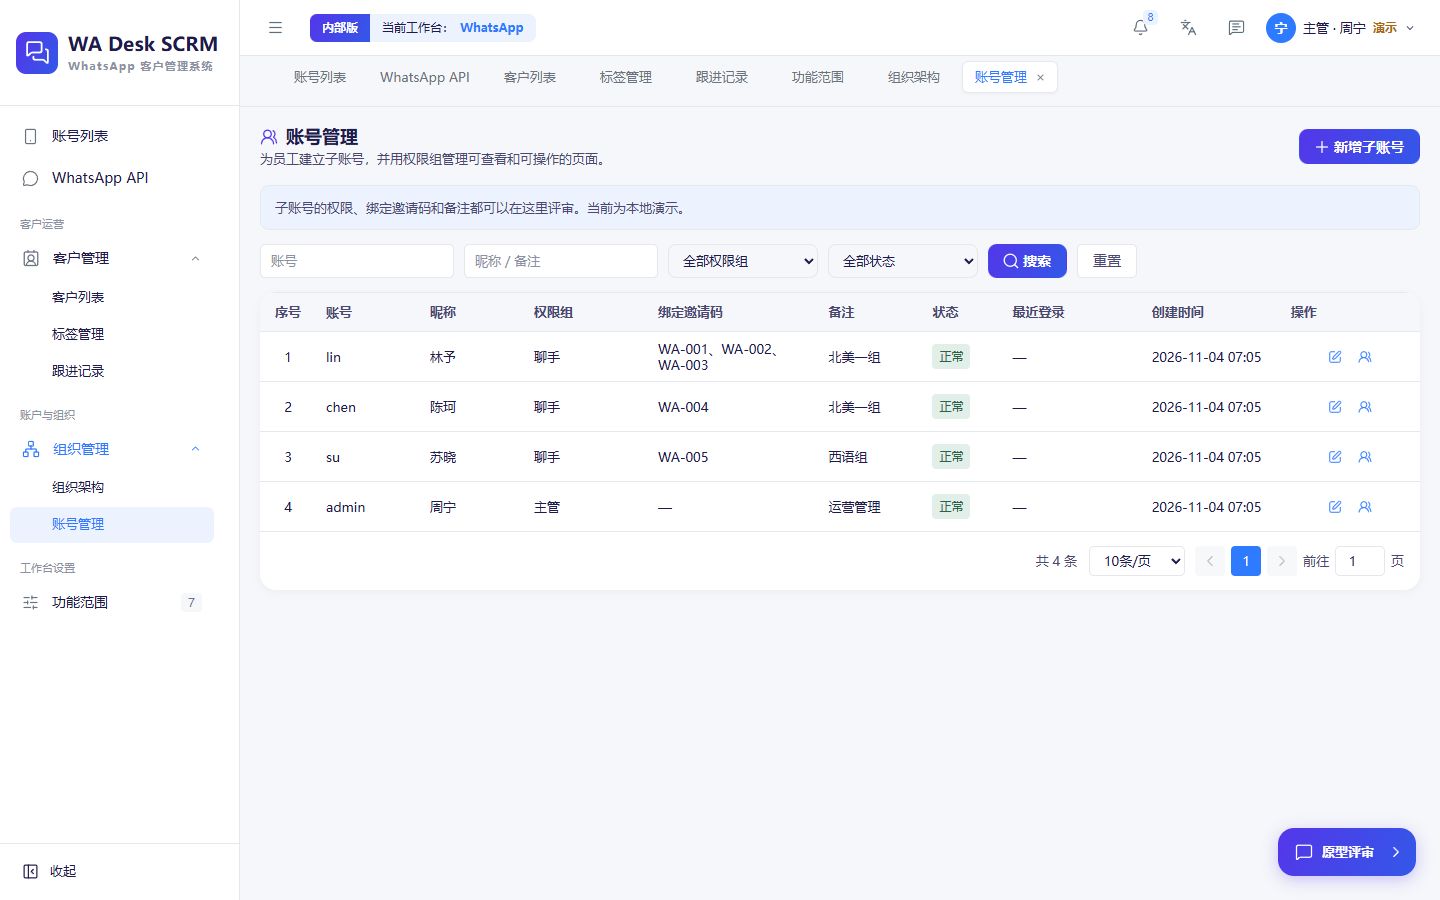 WA Desk SCRM
WhatsApp 客户管理系统
账号列表
WhatsApp API
客户运营
客户管理
客户列表
标签管理
跟进记录
账户与组织
组织管理
组织架构
账号管理
工作台设置
功能范围 7
收起
内部版 当前工作台： WhatsApp
8
宁 主管 · 周宁 演示
账号列表 WhatsApp API 客户列表 标签管理 跟进记录 功能范围 组织架构 账号管理 ×
账号管理
为员工建立子账号，并用权限组管理可查看和可操作的页面。
+ 新增子账号
子账号的权限、绑定邀请码和备注都可以在这里评审。当前为本地演示。
账号 昵称 / 备注 全部权限组 全部状态 搜索 重置
序号 账号 昵称 权限组 绑定邀请码 备注 状态 最近登录 创建时间 操作
1 lin 林予 聊手 WA-001、WA-002、 北美一组 正常 — 2026-11-04 07:05
WA-003
2 chen 陈珂 聊手 WA-004 北美一组 正常 — 2026-11-04 07:05
3 su 苏晓 聊手 WA-005 西语组 正常 — 2026-11-04 07:05
4 admin 周宁 主管 — 运营管理 正常 — 2026-11-04 07:05
共 4 条 10条/页 1 前往 1 页
原型评审